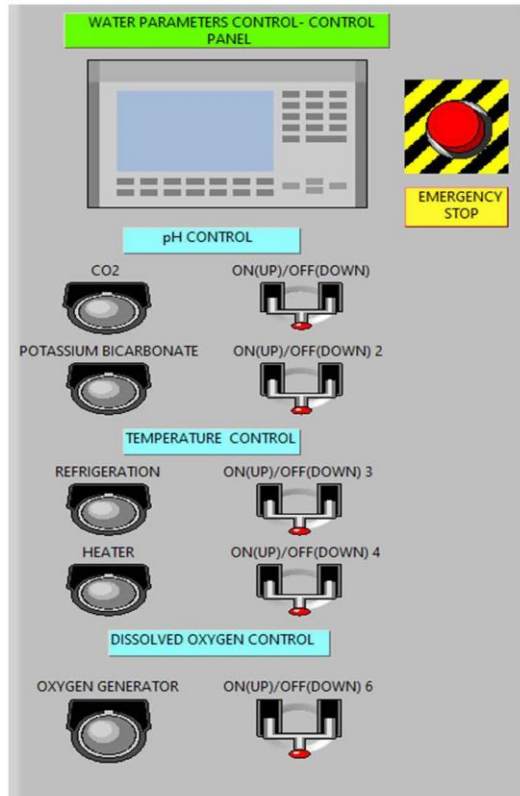 WATER PARAMETERS CONTROL- CONTROL
PANEL
EMERGENCY
STOP
pH CONTROL
CO2 ON(UP)/OFF(DOWN)
POTASSIUM BICARBONATE ON(UP)/OFF(DOWN) 2
TEMPERATURE CONTROL
REFRIGERATION ON(UP)/OFF(DOWN) 3
HEATER ON(UP)/OFF(DOWN) 4
DISSOLVED OXYGEN CONTROL
OXYGEN GENERATOR ON(UP)/OFF(DOWN) 6